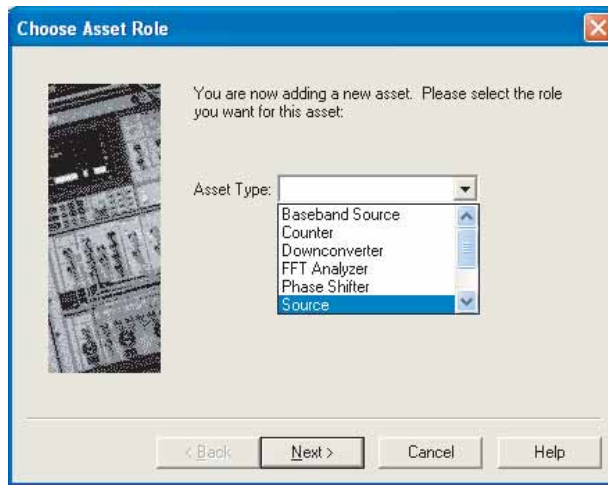 Choose Asset Role
You are now adding a new asset. Please select the role
you want for this asset:
Asset Type:
Baseband Source
Counter
Downconverter
FFT Analyzer
Phase Shifter
Source
< Back
Next >
Cancel
Help